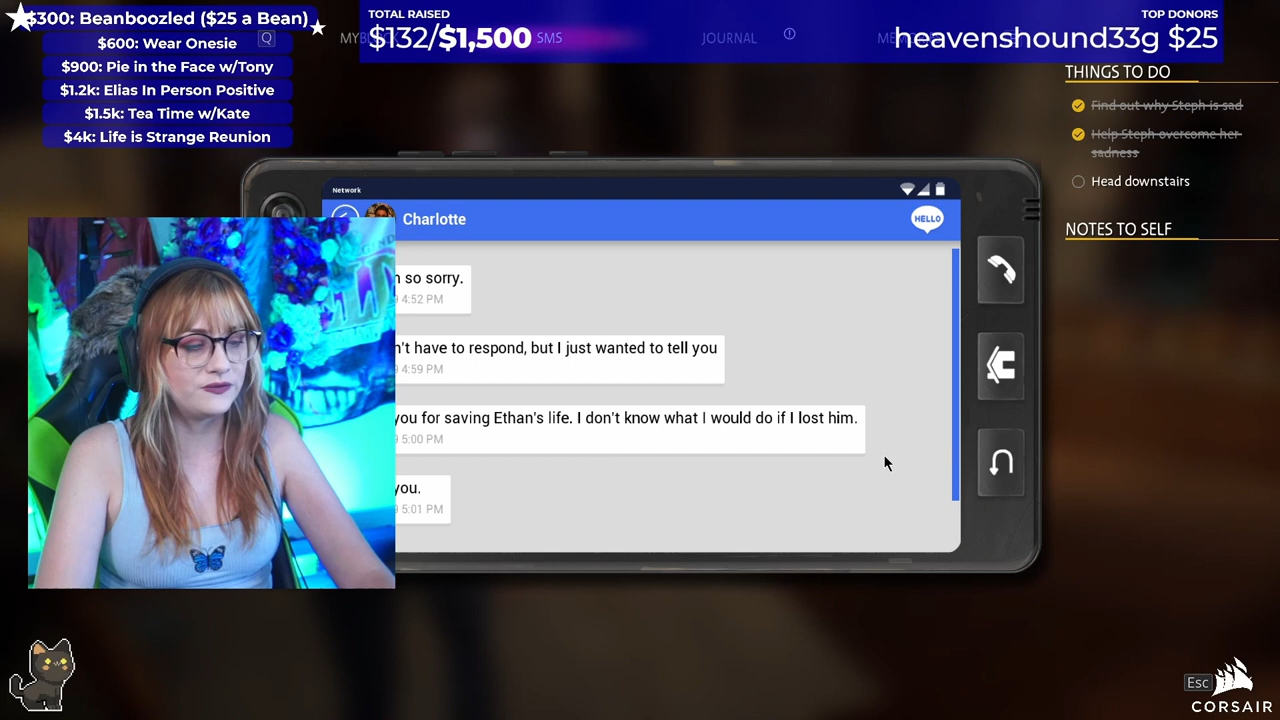 $300: Beanboozled ($25 a Bean)
$600: Wear Onesie
$900: Pie in the Face w/Tony
$1.2k: Elias In Person Positive
$1.5k: Tea Time w/Kate
$4k: Life is Strange Reunion
Q
SMS
JOURNAL
TOTAL RAISED
$132/$1,500
TOP DONORS
heavenshound33g $25
THINGS TO DO
Find out why Steph is sad
Help Steph overcome her
sadness
Head downstairs
NOTES TO SELF
Network
Charlotte
HELLO
so sorry.
4:52 PM
have to respond, but I just wanted to tell you
4:59 PM
you for saving Ethan's life. I don't know what I would do if I lost him.
5:00 PM
you.
5:01 PM
Esc
CORSAIR